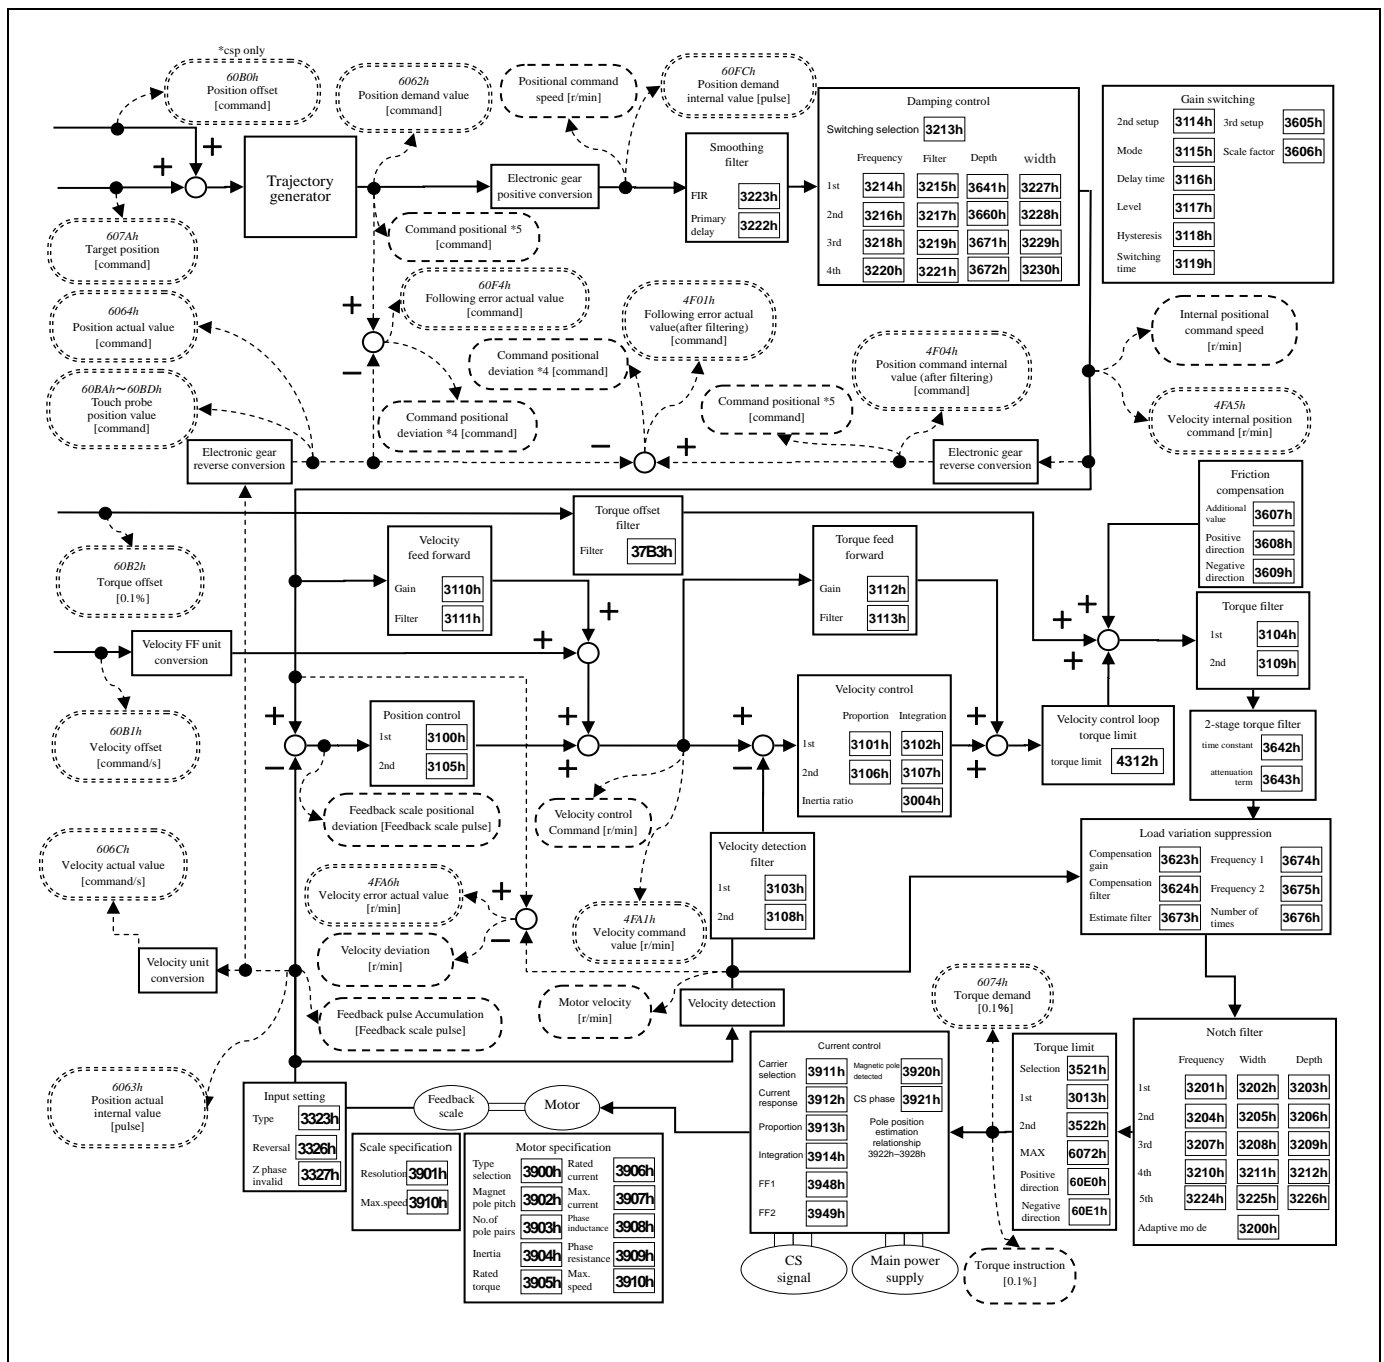 *csp only
60B0h
Position offset
[command]
6062h
Position demand value
[command]
Positional command
speed [r/min]
60FCh
Position demand
internal value [pulse]
Damping control
Switching selection 3213h
Frequency Filter Depth width
1st 3214h 3215h 3641h 3227h
2nd 3216h 3217h 3660h 3228h
3rd 3218h 3219h 3671h 3229h
4th 3220h 3221h 3672h 3230h
Gain switching
2nd setup 3114h 3rd setup 3605h
Mode 3115h Scale factor 3606h
Delay time 3116h
Level 3117h
Hysteresis 3118h
Switching
time 3119h
+
+
Trajectory
generator
Electronic gear
positive conversion
Smoothing
filter
FIR 3223h
Primary
delay 3222h
607Ah
Target position
[command]
Command positional *5
[command]
6064h
Position actual value
[command]
60F4h
Following error actual value
[command]
4F01h
Following error actual
value(after filtering)
[command]
Internal positional
command speed
[r/min]
+
−
Command positional
deviation *4 [command]
4F04h
Position command internal
value (after filtering)
[command]
60BAh~60BDh
Touch probe
position value
[command]
Command positional
deviation *4 [command]
Command positional *5
[command]
4FA5h
Velocity internal position
command [r/min]
Electronic gear
reverse conversion
−
+
Electronic gear
reverse conversion
Friction
compensation
Additional
value 3607h
Positive
direction 3608h
Negative
direction 3609h
Torque offset
filter
Filter 37B3h
60B2h
Torque offset
[0.1%]
Velocity
feed forward
Gain 3110h
Filter 3111h
Torque feed
forward
Gain 3112h
Filter 3113h
+
+
+
+
+
Torque filter
1st 3104h
2nd 3109h
Velocity FF unit
conversion
60B1h
Velocity offset
[command/s]
+
−
Position control
1st 3100h
2nd 3105h
+
+
+
−
Velocity control
Proportion Integration
1st 3101h 3102h
2nd 3106h 3107h
Inertia ratio 3004h
+
+
Velocity control loop
torque limit
torque limit 4312h
2-stage torque filter
time constant 3642h
attenuation
term 3643h
Feedback scale positional
deviation [Feedback scale pulse]
Velocity control
Command [r/min]
606Ch
Velocity actual value
[command/s]
Velocity detection
filter
1st 3103h
2nd 3108h
Load variation suppression
Compensation
gain 3623h Frequency 1 3674h
Compensation
filter 3624h Frequency 2 3675h
Estimate filter 3673h Number of
times 3676h
4FA6h
Velocity error actual value
[r/min]
+
−
4FA1h
Velocity command
value [r/min]
Velocity deviation
[r/min]
Velocity unit
conversion
Motor velocity
[r/min]
Velocity detection
6074h
Torque demand
[0.1%]
Feedback pulse Accumulation
[Feedback scale pulse]
6063h
Position actual
internal value
[pulse]
Input setting
Type 3323h
Reversal 3326h
Z phase
invalid 3327h
Feedback
scale
Motor
Current control
Carrier
selection 3911h Magnetic pole
detected 3920h
Current
response 3912h CS phase 3921h
Proportion 3913h
Integration 3914h
FF1 3948h
FF2 3949h
Pole position
estimation
relationship
3922h–3928h
Torque limit
Selection 3521h
1st 3013h
2nd 3522h
MAX 6072h
Positive
direction 60E0h
Negative
direction 60E1h
Notch filter
Frequency Width Depth
1st 3201h 3202h 3203h
2nd 3204h 3205h 3206h
3rd 3207h 3208h 3209h
4th 3210h 3211h 3212h
5th 3224h 3225h 3226h
Adaptive mo de 3200h
Scale specification
Resolution 3901h
Max.speed 3910h
Motor specification
Type
selection 3900h Rated
current 3906h
Magnet
pole pitch 3902h Max.
current 3907h
No.of
pole pairs 3903h Phase
inductance 3908h
Inertia 3904h Phase
resistance 3909h
Rated
torque 3905h Max.
speed 3910h
CS
signal
Main power
supply
Torque instruction
[0.1%]